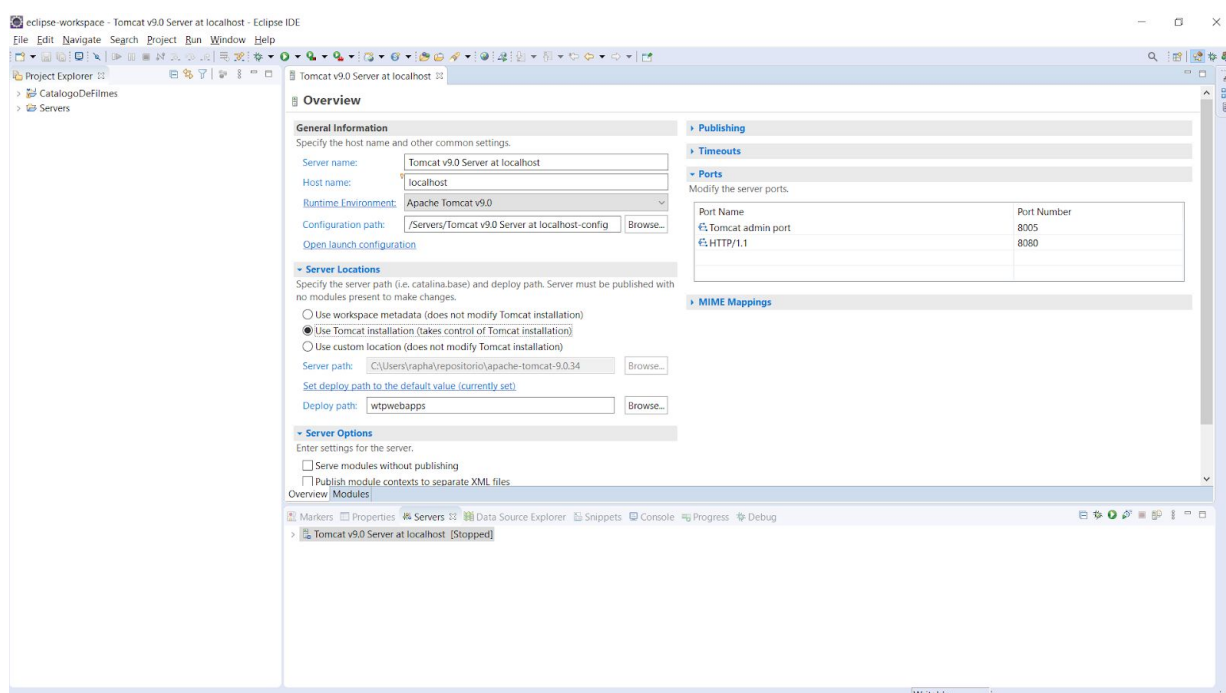 eclipse-workspace - Tomcat v9.0 Server at localhost - Eclipse IDE
File Edit Navigate Search Project Run Window Help
Project Explorer
CatalogoDeFilmes
Servers
Tomcat v9.0 Server at localhost
Overview
General Information
Specify the host name and other common settings.
Server name: Tomcat v9.0 Server at localhost
Host name: localhost
Runtime Environment: Apache Tomcat v9.0
Configuration path: /Servers/Tomcat v9.0 Server at localhost-config Browse...
Open launch configuration
Server Locations
Specify the server path (i.e. catalina.base) and deploy path. Server must be published with
no modules present to make changes.
Use workspace metadata (does not modify Tomcat installation)
Use Tomcat installation (takes control of Tomcat installation)
Use custom location (does not modify Tomcat installation)
Server path: C:\Users\rapha\repositorio\apache-tomcat-9.0.34 Browse...
Set deploy path to the default value (currently set)
Deploy path: wtpwebapps Browse...
Server Options
Enter settings for the server.
Serve modules without publishing
Publish module contexts to separate XML files
Publishing
Timeouts
Ports
Modify the server ports.
Port Name Port Number
Tomcat admin port 8005
HTTP/1.1 8080
MIME Mappings
Overview Modules
Markers Properties Servers Data Source Explorer Snippets Console Progress Debug
Tomcat v9.0 Server at localhost [Stopped]